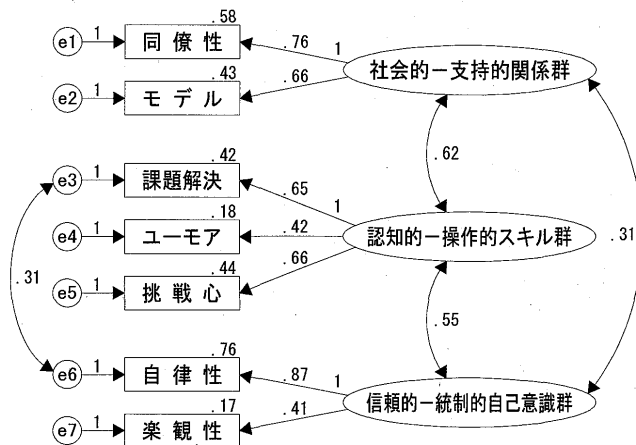 .58
e1 1 同僚性 .76 1
社会的－支持的関係群
.43
e2 1 モデル .66
.62
.42
e3 1 課題解決 .65 1
.18
e4 1 ユーモア .42 認知的－操作的スキル群 .31
.44
.31 e5 1 挑戦心 .66
.55
.76
e6 1 自律性 .87 1
.17
信頼的－統制的自己意識群
e7 1 楽観性 .41